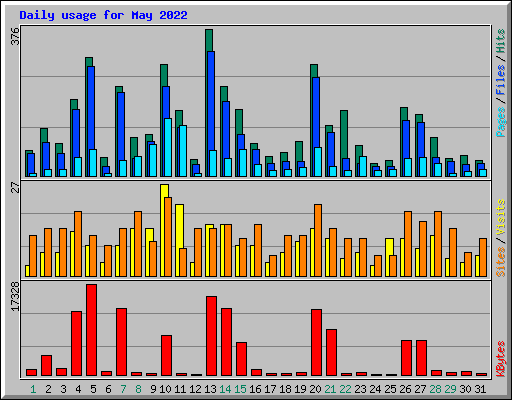 Daily usage for May 2022
376
Pages / Files / Hits
27
Sites / Visits
17328
KBytes
1 2 3 4 5 6 7 8 9 10 11 12 13 14 15 16 17 18 19 20 21 22 23 24 25 26 27 28 29 30 31